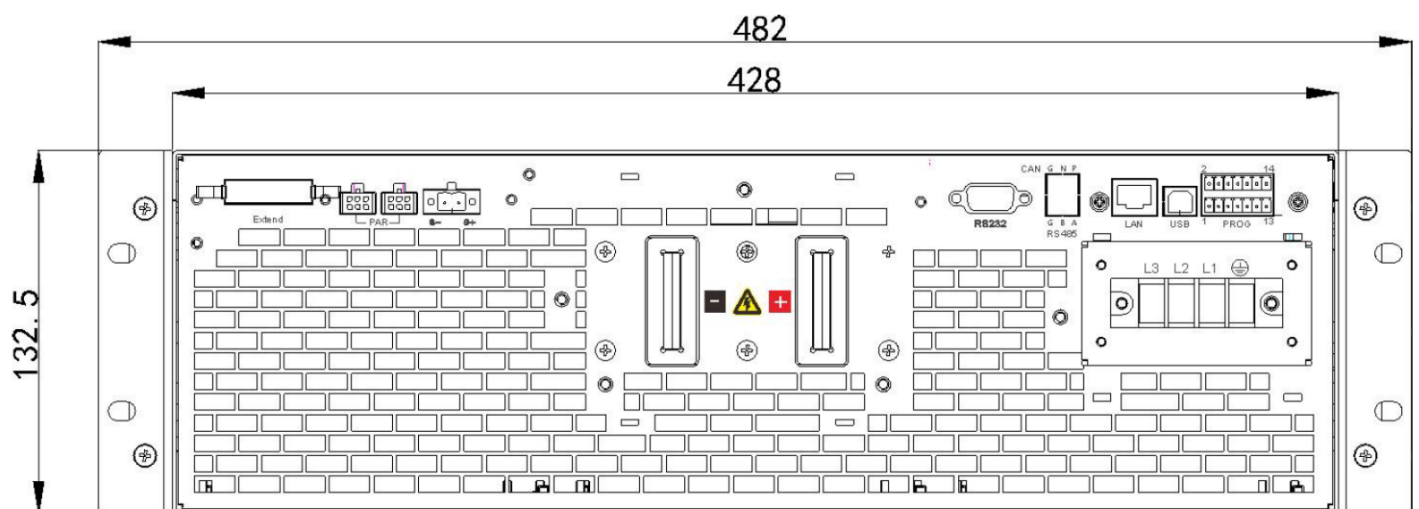 482
428
132.5
CAN G N P
2 14
Extend
PAR
S- S+
RS232
G B A
RS485
LAN
USB
1 PROG 13
L3 L2 L1
- +